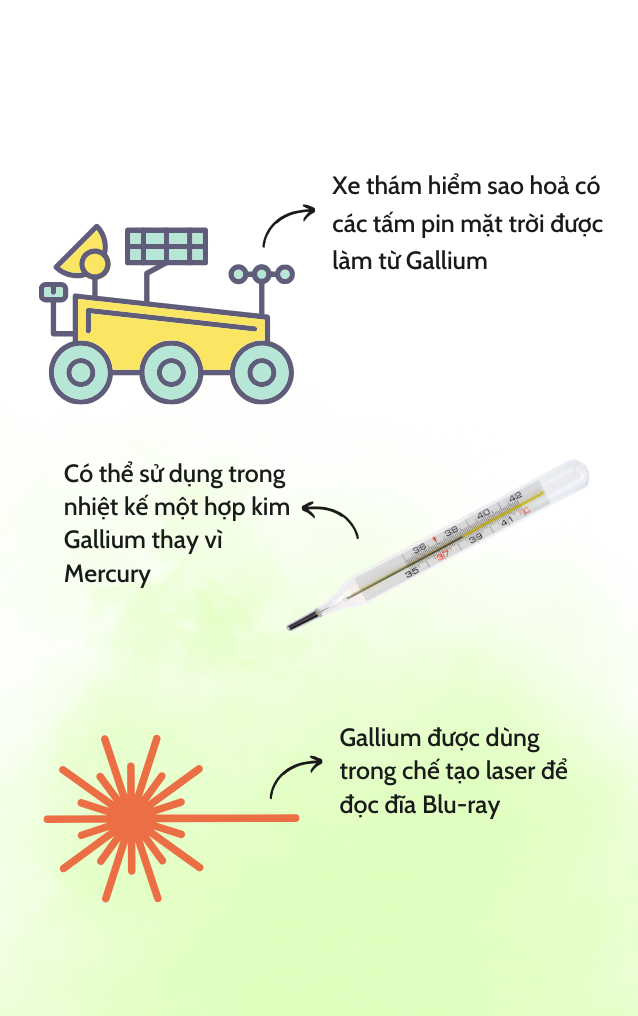 Xe thám hiểm sao hoả có
các tấm pin mặt trời được
làm từ Gallium
Có thể sử dụng trong
nhiệt kế một hợp kim
Gallium thay vì
Mercury
35 36 37 38 39 40 41 42 °C
Gallium được dùng
trong chế tạo laser để
đọc đĩa Blu-ray